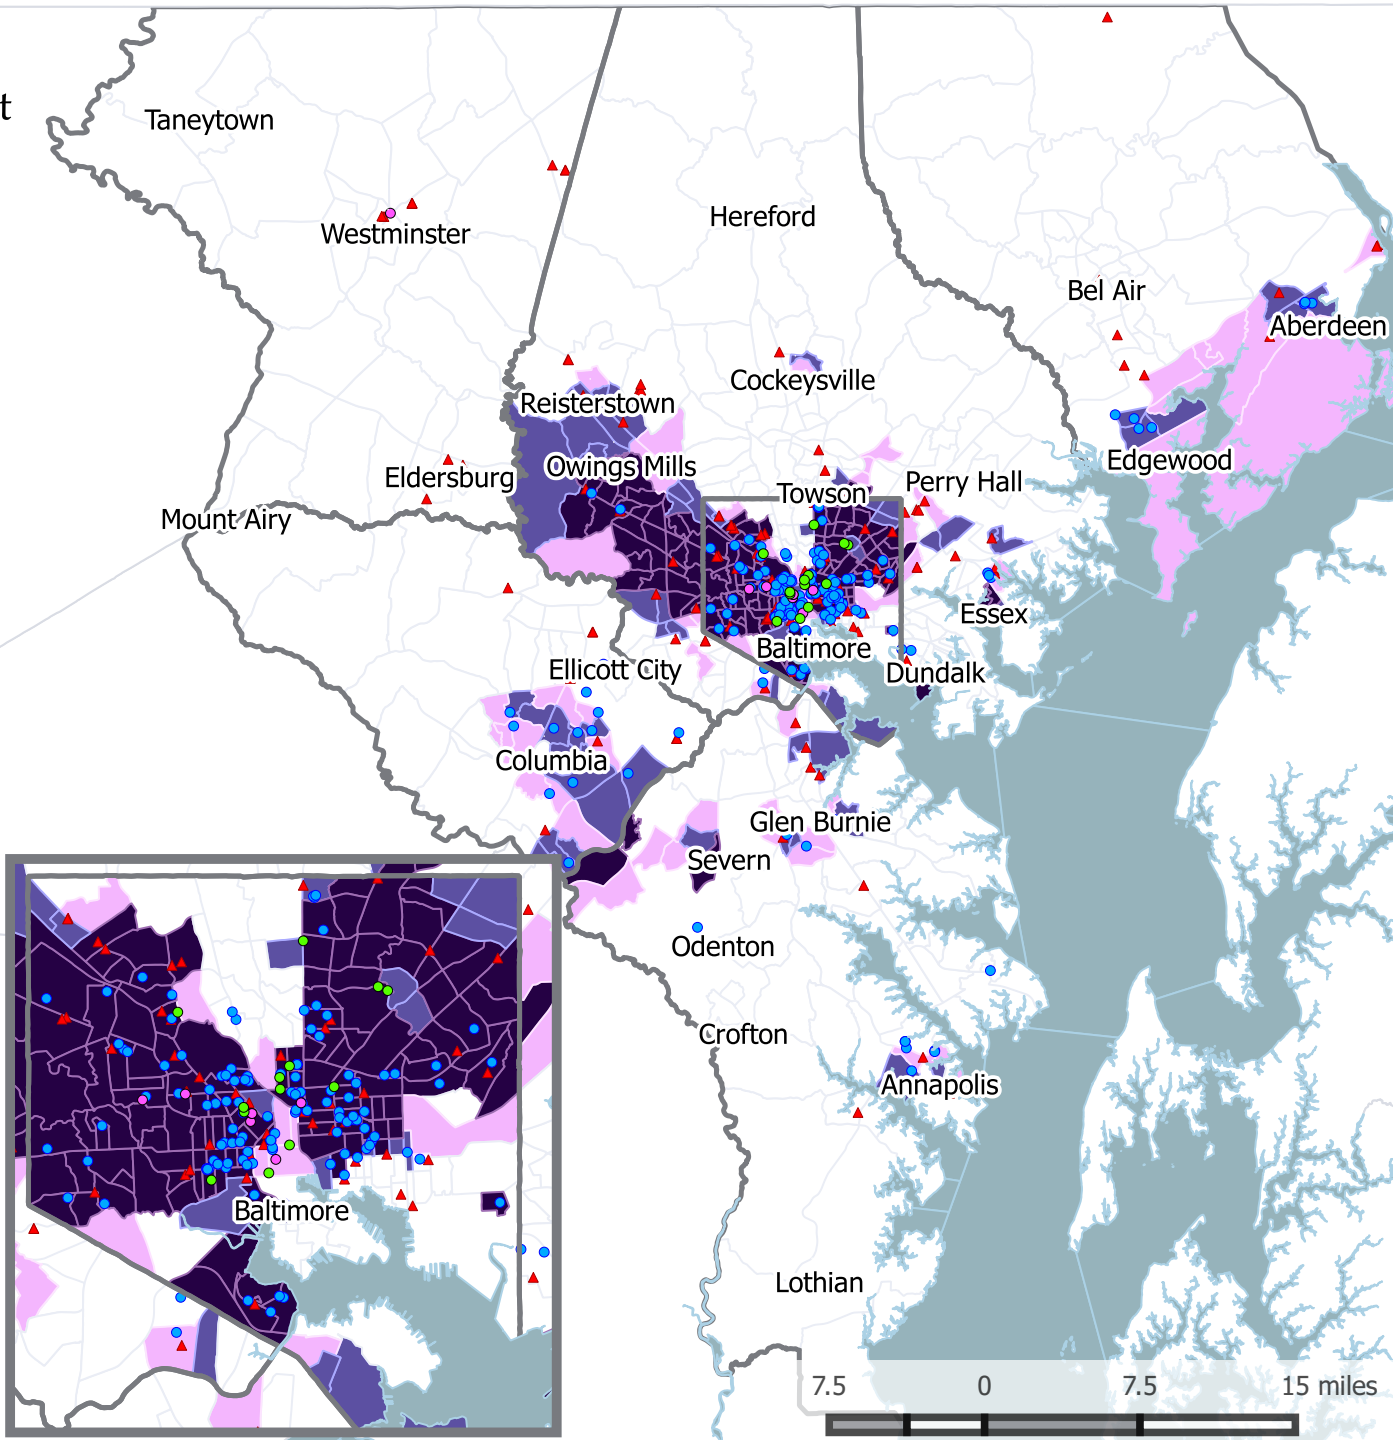 t
Taneytown
Hereford
Westminster
Bel Air
Aberdeen
Cockeysville
Reisterstown
Owings Mills
Eldersburg
Edgewood
Perry Hall
Towson
Mount Airy
Essex
Baltimore
Ellicott City
Dundalk
Columbia
Glen Burnie
Severn
Odenton
Crofton
Annapolis
Baltimore
Lothian
7.5 0 7.5 15 miles